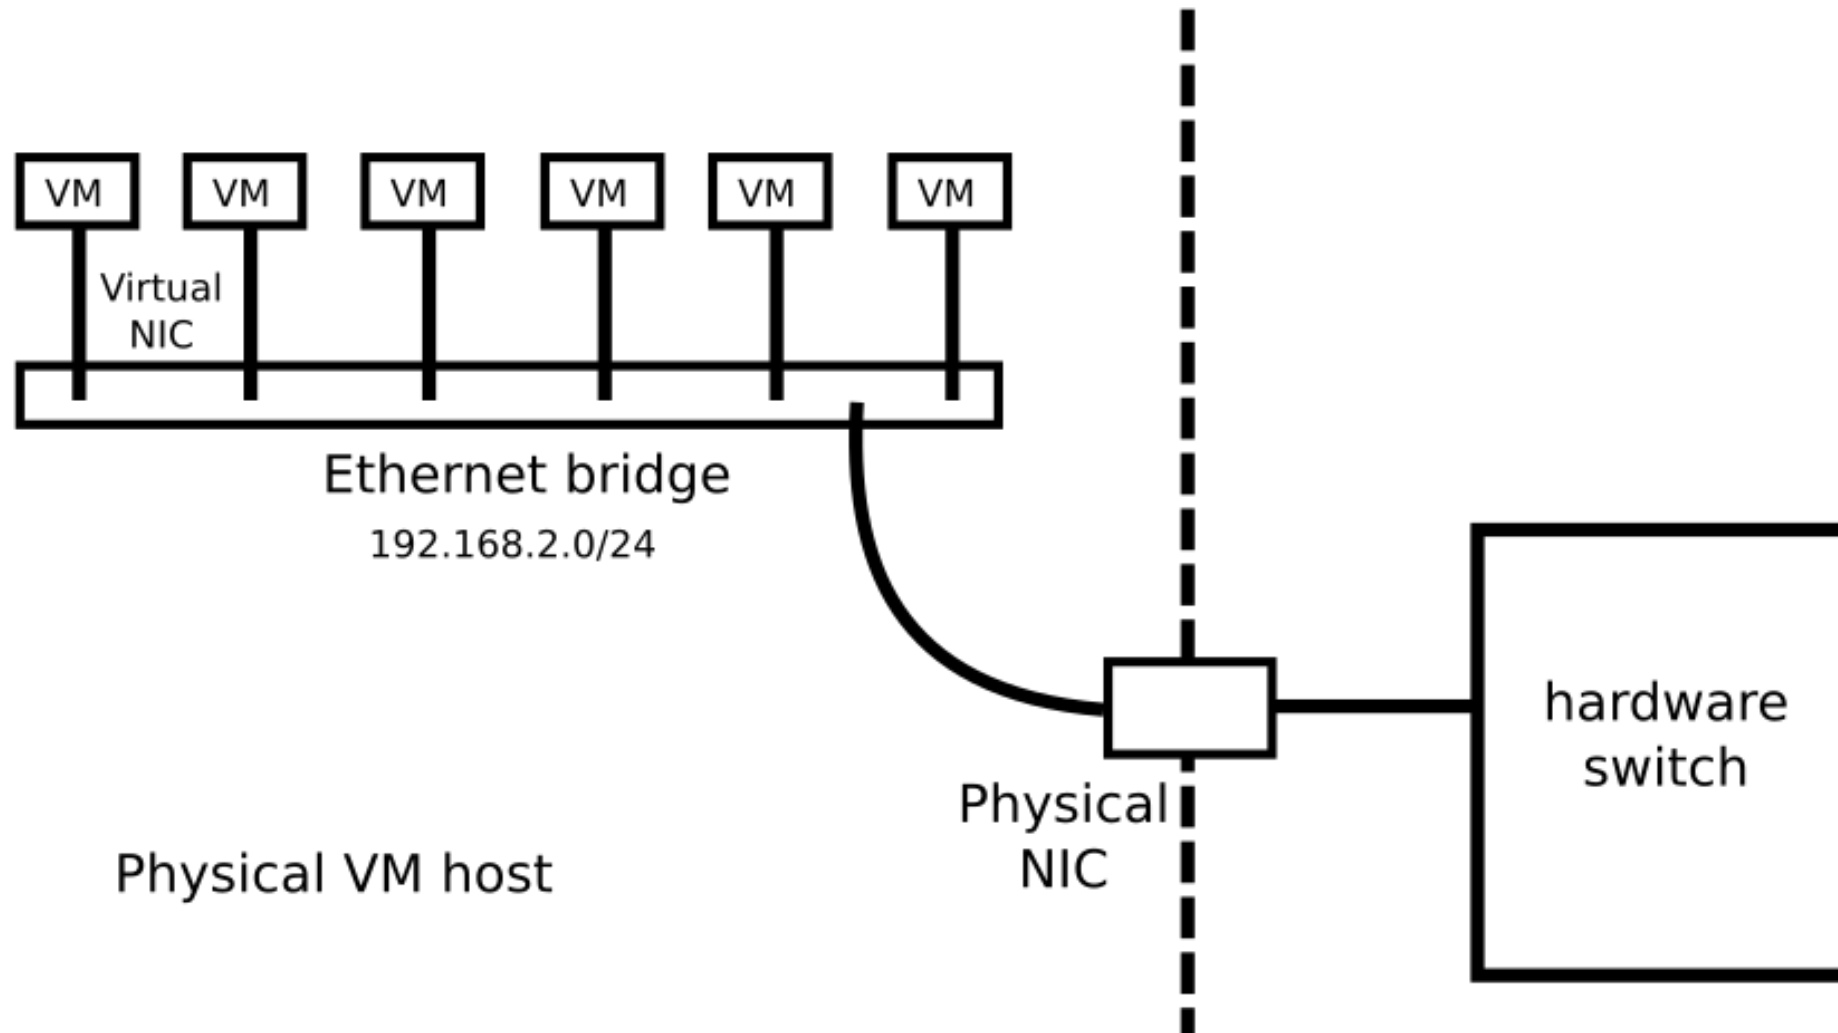 VM
VM
VM
VM
VM
VM
Virtual
NIC
Ethernet bridge
192.168.2.0/24
hardware
switch
Physical
NIC
Physical VM host